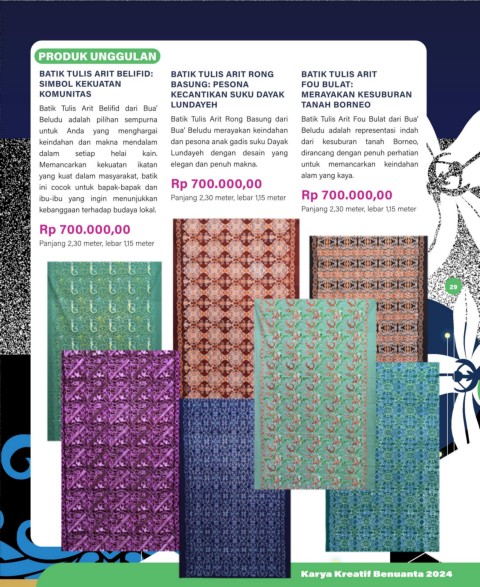 PRODUK UNGGULAN
BATIK TULIS ARIT BELIFID:
SIMBOL KEKUATAN
KOMUNITAS
Batik Tulis Arit Belifid dari Bua'
Beludu adalah pilihan sempurna
untuk Anda yang menghargai
keindahan dan makna mendalam
dalam setiap helai kain.
Memancarkan kekuatan ikatan
yang kuat dalam masyarakat, batik
ini cocok untuk bapak-bapak dan
ibu-ibu yang ingin menunjukkan
kebanggaan terhadap budaya lokal.
Rp 700.000,00
Panjang 2,30 meter, lebar 1,15 meter
BATIK TULIS ARIT RONG
BASUNG: PESONA
KECANTIKAN SUKU DAYAK
LUNDAYEH
Batik Tulis Arit Rong Basung dari
Bua' Beludu merayakan keindahan
dan pesona anak gadis suku Dayak
Lundayeh dengan desain yang
elegan dan penuh makna.
Rp 700.000,00
Panjang 2,30 meter, lebar 1,15 meter
BATIK TULIS ARIT
FOU BULAT:
MERAYAKAN KESUBURAN
TANAH BORNEO
Batik Tulis Arit Fou Bulat dari Bua'
Beludu adalah representasi indah
dari kesuburan tanah Borneo,
dirancang dengan penuh perhatian
untuk memancarkan keindahan
alam yang kaya.
Rp 700.000,00
Panjang 2,30 meter, lebar 1,15 meter
29
Karya Kreatif Benuanta 2024